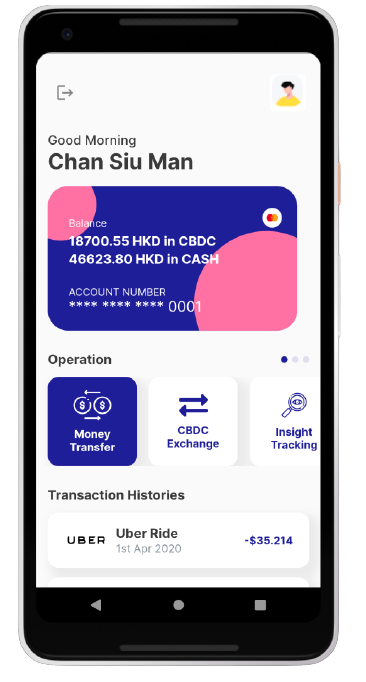 Good Morning
Chan Siu Man
Balance
18700.55 HKD in CBDC
46623.80 HKD in CASH
ACCOUNT NUMBER
**** **** **** 0001
Operation
Money
Transfer
CBDC
Exchange
Insight
Tracking
Transaction Histories
UBER
Uber Ride
-$35.214
1st Apr 2020